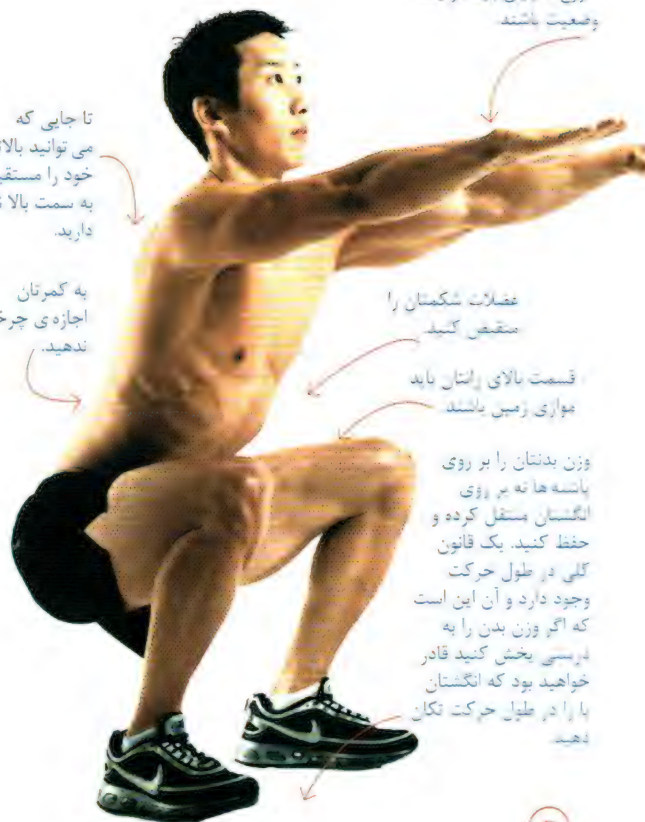 وضعیت باشند.
تا جایی که
می توانید
خود را
به سمت بالا
دارید.
به کمرتان
اجازه ی
ندهید.
عضلات شکمتان را
منقبض کنید.
قسمت بالای رانتان باید
موازی زمین باشند.
وزن بدنتان را بر روی
پاشنه ها نه بر روی
انگشتان منتقل کرده و
حفظ کنید. یک قانون
کلی در طول حرکت
وجود دارد و آن این است
که اگر وزن بدن را به
درستی پخش کنید قادر
خواهید بود که انگشتان
پا را در طول حرکت تکان
دهید.